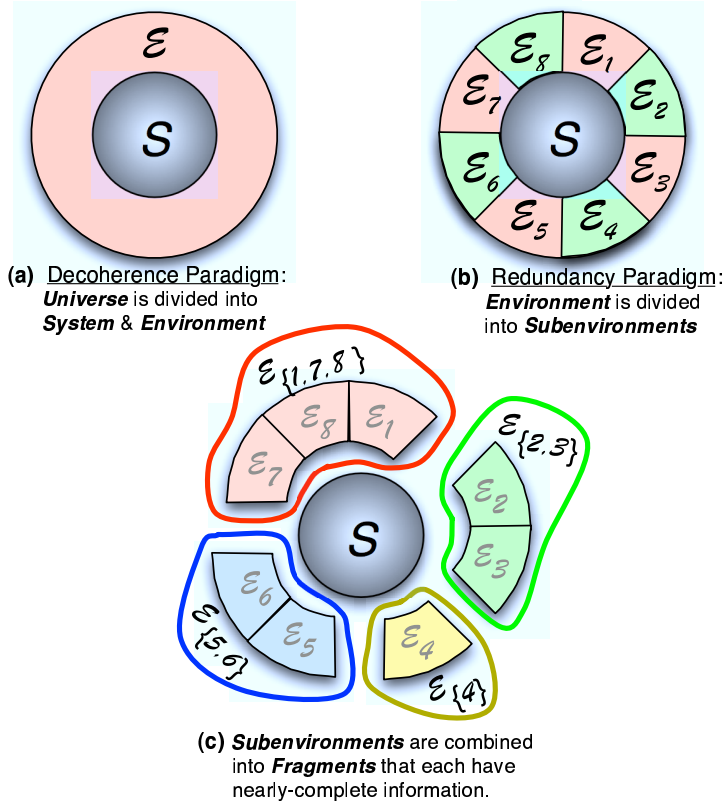 ℰ
S
(a) Decoherence Paradigm:
Universe is divided into
System & Environment
ℰ8 ℰ1
ℰ7 ℰ2
S
ℰ6 ℰ3
ℰ5 ℰ4
(b) Redundancy Paradigm:
Environment is divided
into Subenvironments
ℰ{1,7,8}
ℰ8 ℰ1
ℰ7
ℰ{2,3}
ℰ2
S
ℰ3
ℰ6
ℰ5
ℰ{5,6}
ℰ4
ℰ{4}
(c) Subenvironments are combined
into Fragments that each have
nearly-complete information.